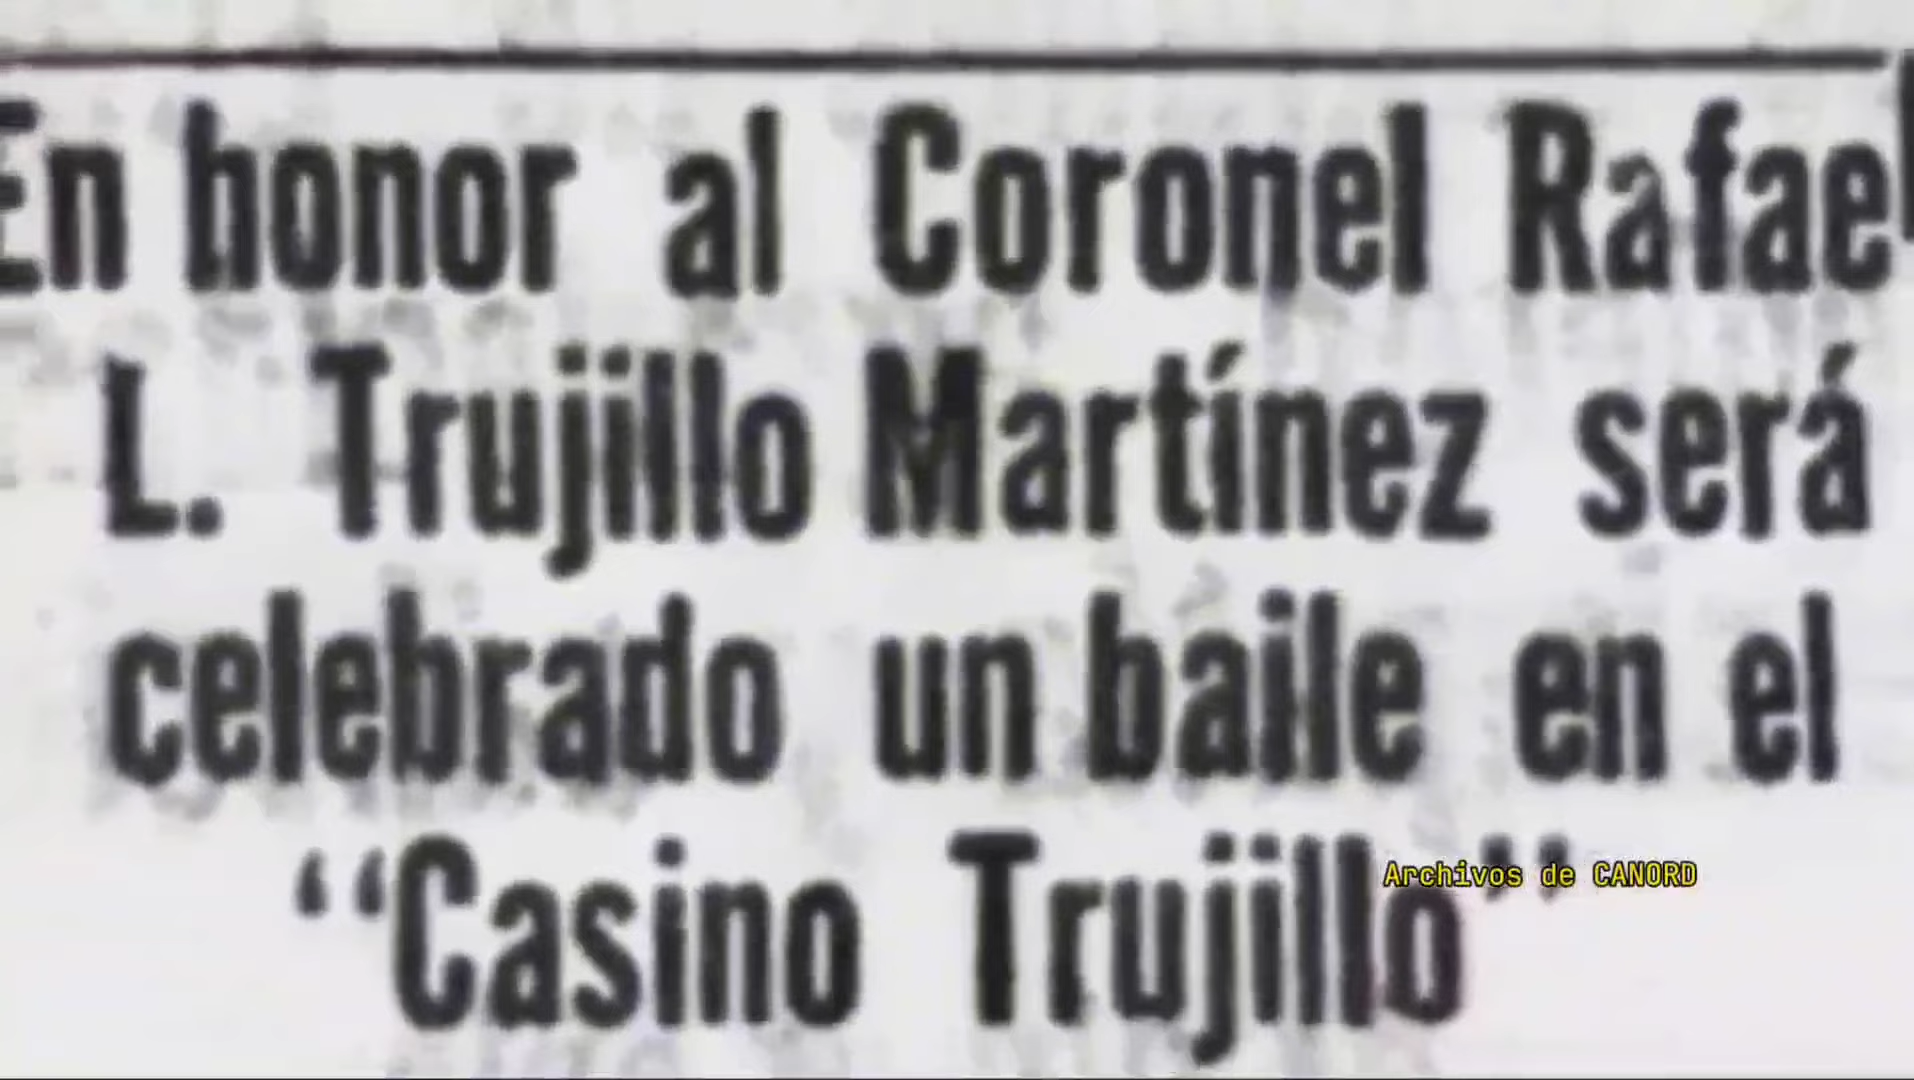 En honor al Coronel Rafael
L. Trujillo Martínez será
celebrado un baile en el
“Casino Trujillo”
Archivos de CANORD